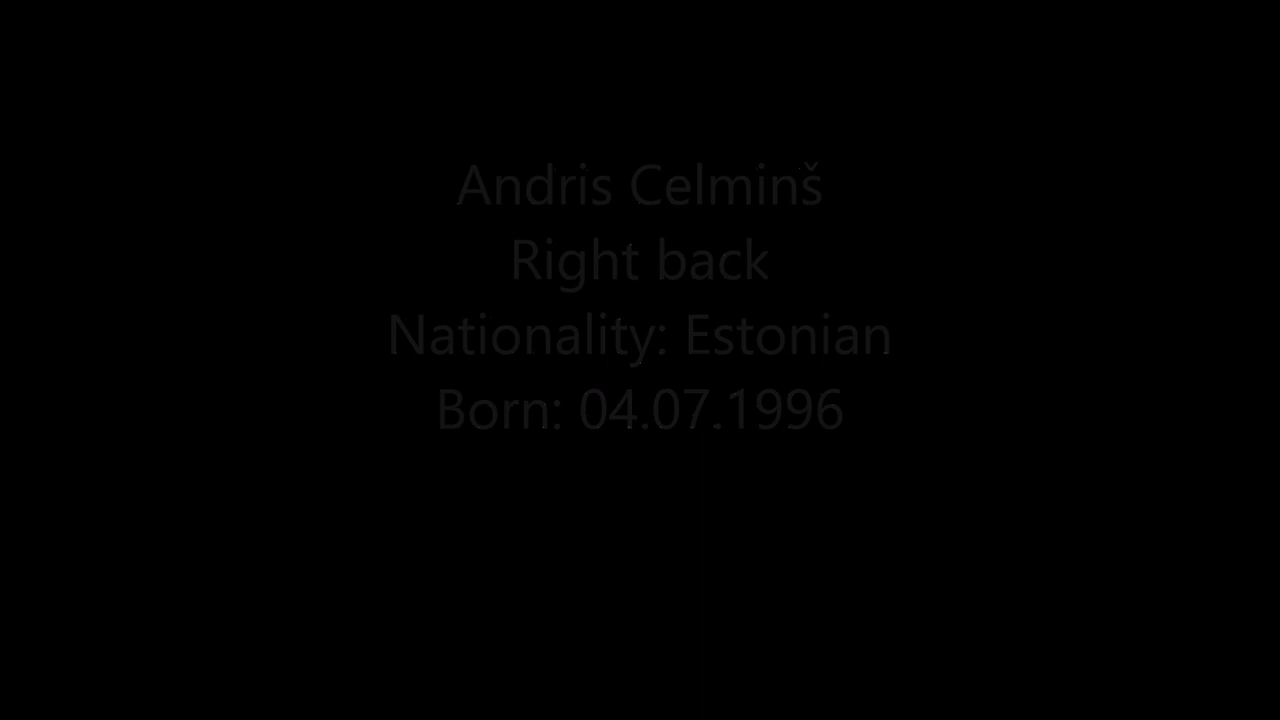 Andris Celminš
Right back
Nationality: Estonian
Born: 04.07.1996